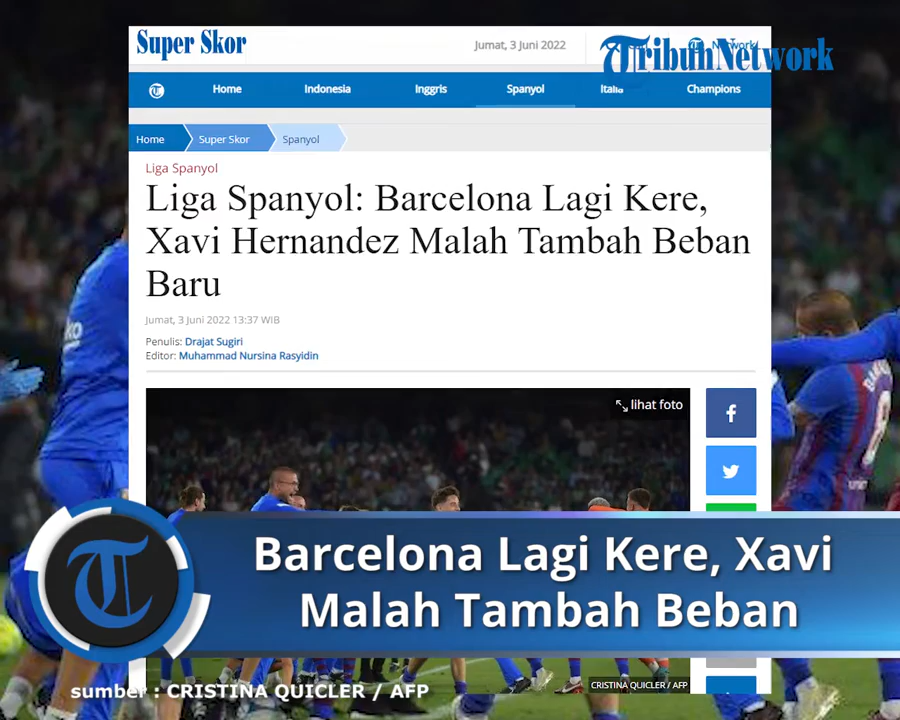 Super Skor
Jumat, 3 Juni 2022
TribunNetwork
Network
Home Indonesia Inggris Spanyol Italia Champions
Home Super Skor Spanyol
Liga Spanyol
Liga Spanyol: Barcelona Lagi Kere,
Xavi Hernandez Malah Tambah Beban
Baru
Jumat, 3 Juni 2022 13:37 WIB
Penulis: Drajat Sugiri
Editor: Muhammad Nursina Rasyidin
lihat foto
Barcelona Lagi Kere, Xavi
Malah Tambah Beban
CRISTINA QUICLER / AFP
sumber : CRISTINA QUICLER / AFP